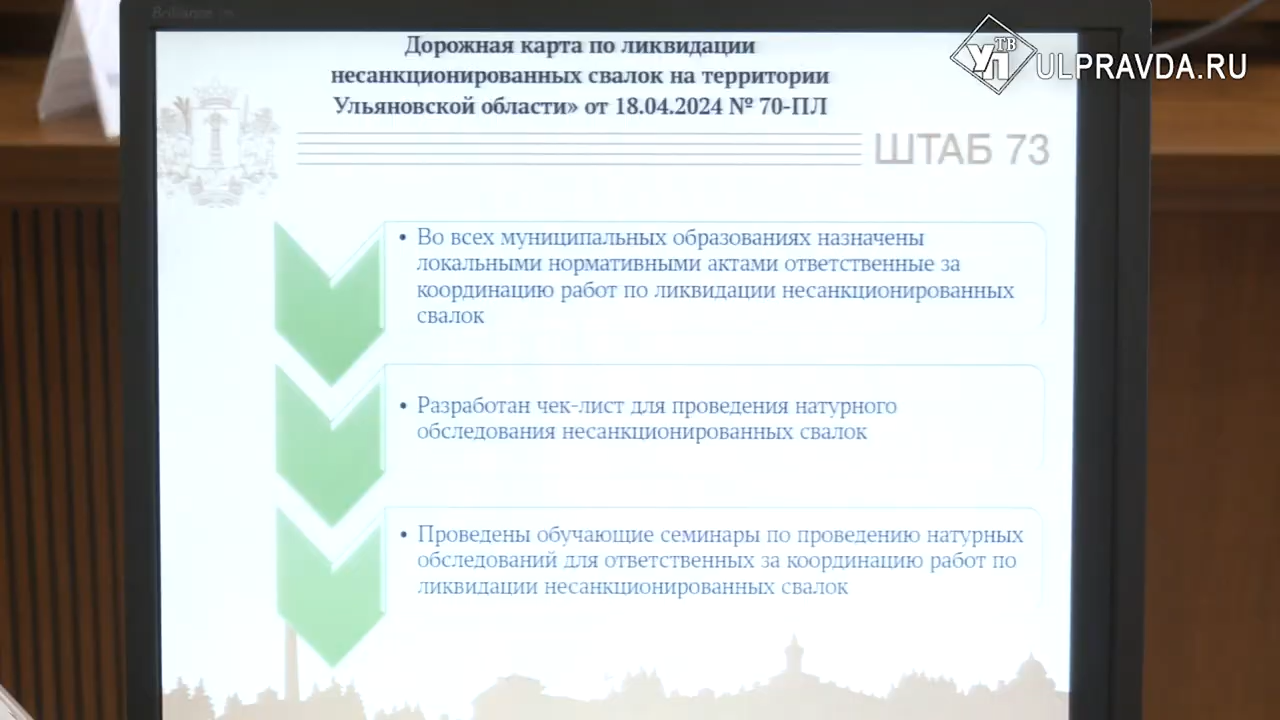 Brilliance
Дорожная карта по ликвидации
несанкционированных свалок на территории
Ульяновской области» от 18.04.2024 № 70-ПЛ
УП ТВ
ULPRAVDA.RU
ШТАБ 73
• Во всех муниципальных образованиях назначены
локальными нормативными актами ответственные за
координацию работ по ликвидации несанкционированных
свалок
• Разработан чек-лист для проведения натурного
обследования несанкционированных свалок
• Проведены обучающие семинары по проведению натурных
обследований для ответственных за координацию работ по
ликвидации несанкционированных свалок